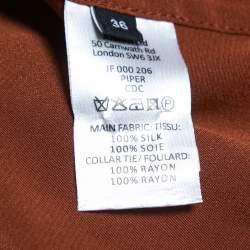 36
Ltd
50 Carnwath Rd
London SW6 3JX
JF 000 206
PIPER
CDC
MAIN FABRIC/TISSU:
100% SILK
100% SOIE
COLLAR TIE/ FOULARD:
100% RAYON
100% RAYON